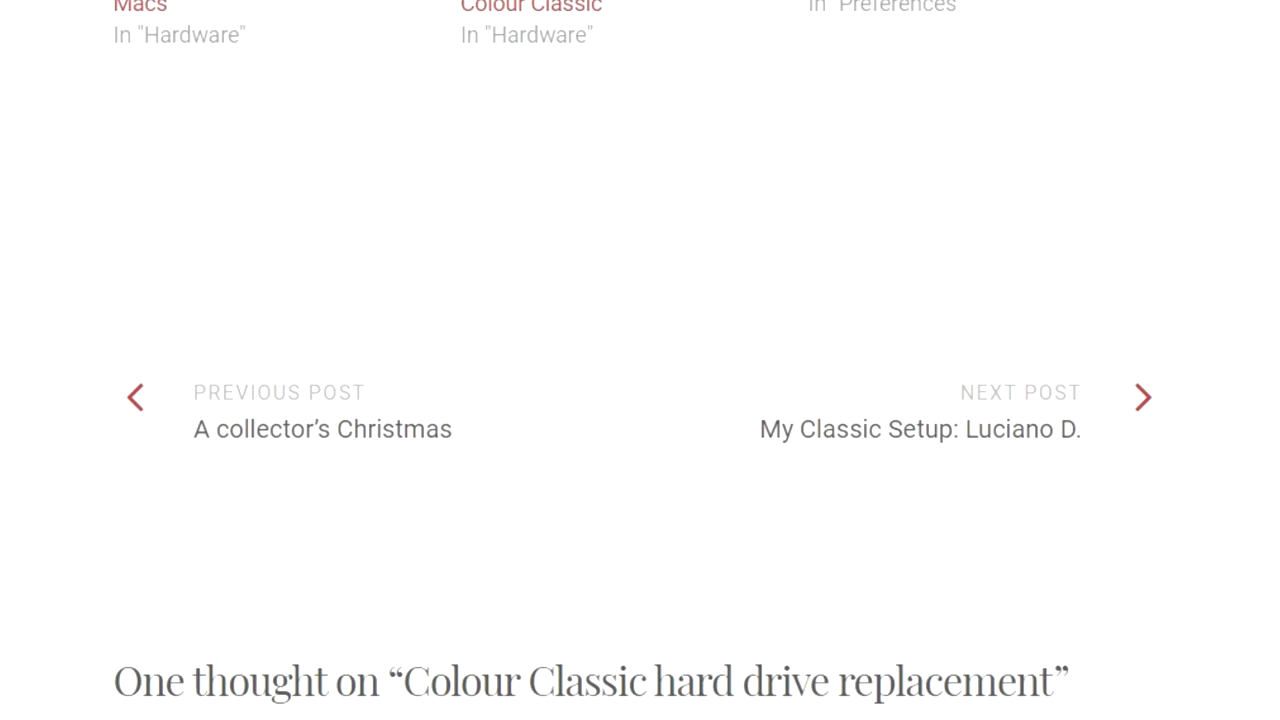 Macs
Colour Classic
In "Preferences"
In "Hardware"
In "Hardware"
PREVIOUS POST
NEXT POST
A collector’s Christmas
My Classic Setup: Luciano D.
One thought on “Colour Classic hard drive replacement”